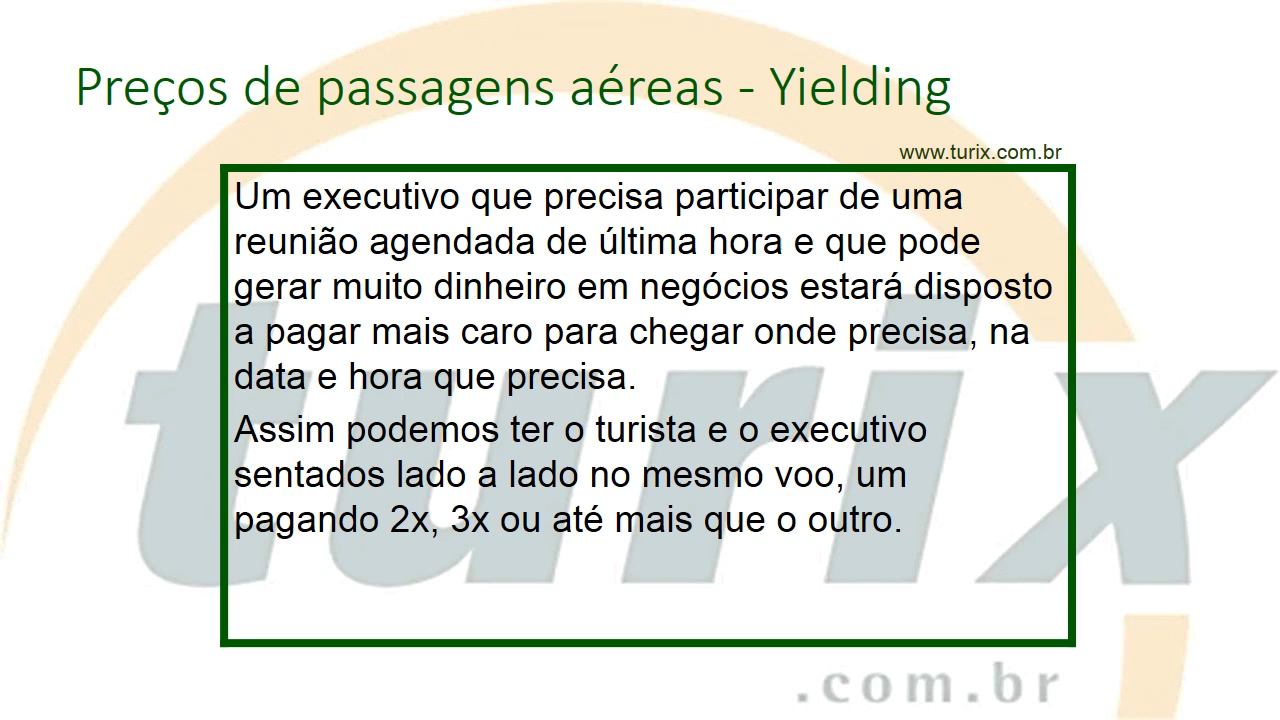 Preços de passagens aéreas - Yielding
www.turix.com.br
Um executivo que precisa participar de uma
reunião agendada de última hora e que pode
gerar muito dinheiro em negócios estará disposto
a pagar mais caro para chegar onde precisa, na
data e hora que precisa.
Assim podemos ter o turista e o executivo
sentados lado a lado no mesmo voo, um
pagando 2x, 3x ou até mais que o outro.
turix
.com.br